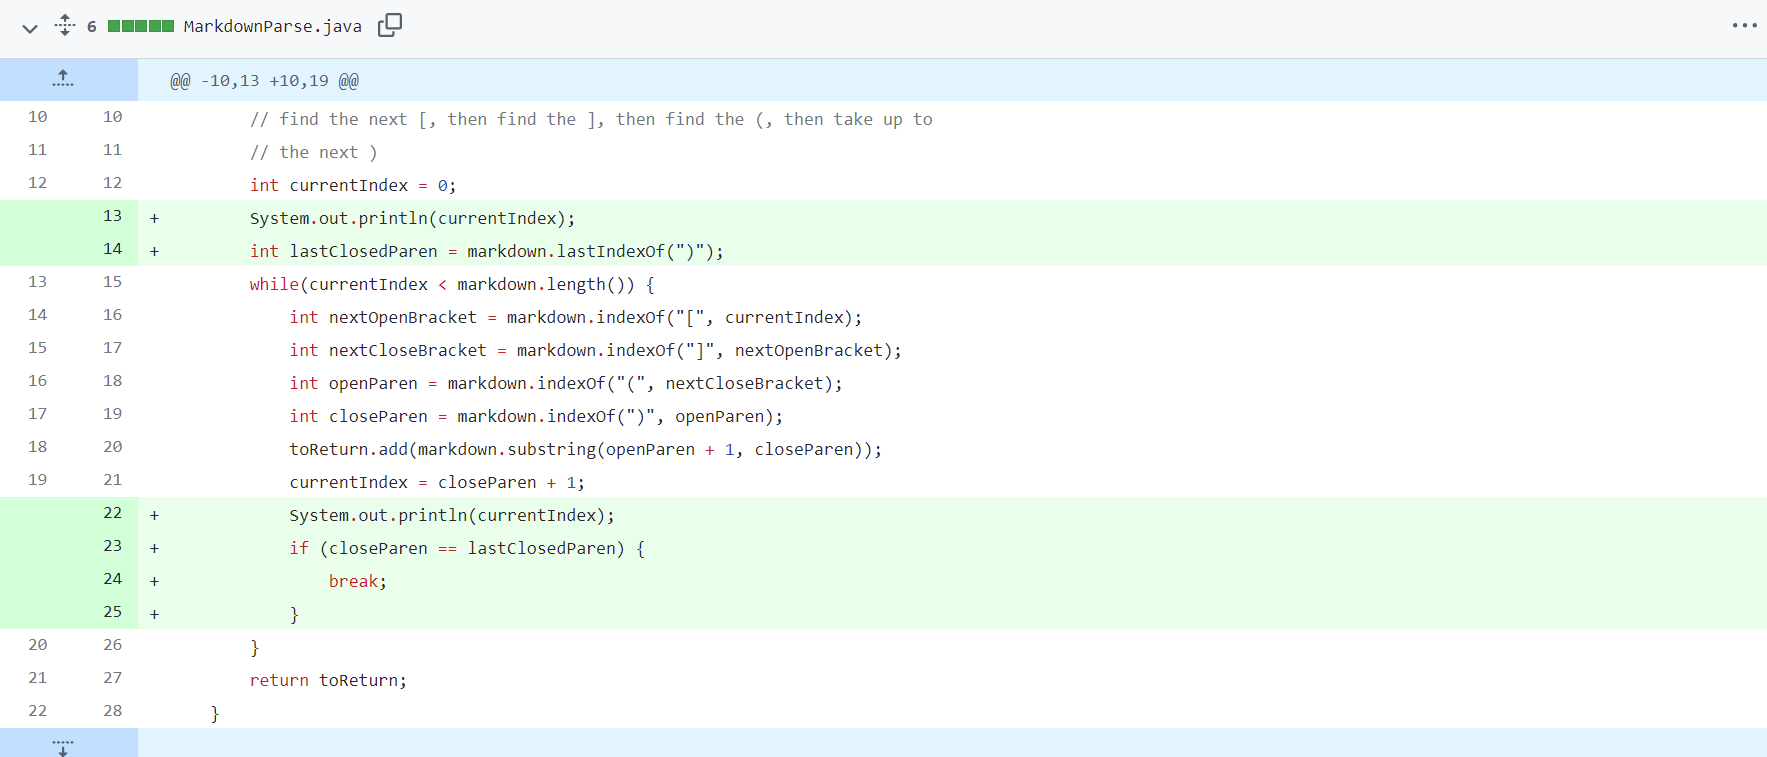 6 MarkdownParse.java
@@ -10,13 +10,19 @@
10 10 // find the next [, then find the ], then find the (, then take up to
11 11 // the next )
12 12 int currentIndex = 0;
13 + System.out.println(currentIndex);
14 + int lastClosedParen = markdown.lastIndexOf(")");
13 15 while(currentIndex < markdown.length()) {
14 16 int nextOpenBracket = markdown.indexOf("[", currentIndex);
15 17 int nextCloseBracket = markdown.indexOf("]", nextOpenBracket);
16 18 int openParen = markdown.indexOf("(", nextCloseBracket);
17 19 int closeParen = markdown.indexOf(")", openParen);
18 20 toReturn.add(markdown.substring(openParen + 1, closeParen));
19 21 currentIndex = closeParen + 1;
22 + System.out.println(currentIndex);
23 + if (closeParen == lastClosedParen) {
24 + break;
25 + }
20 26 }
21 27 return toReturn;
22 28 }